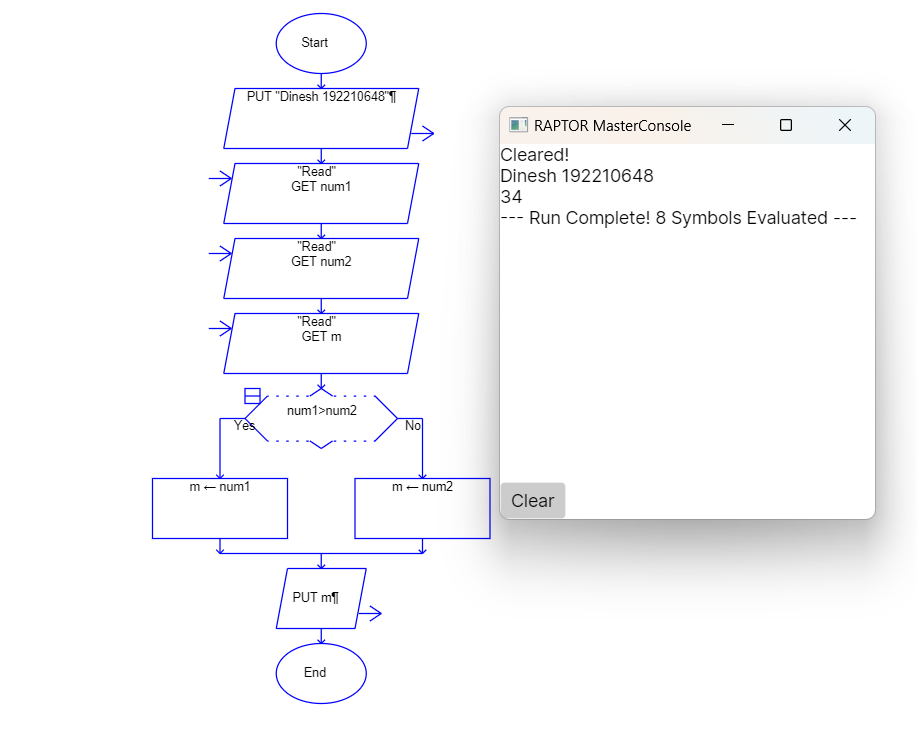 Start
PUT "Dinesh 192210648"¶
"Read"
GET num1
"Read"
GET num2
"Read"
GET m
num1>num2
Yes
No
m ← num1
m ← num2
PUT m¶
End
RAPTOR MasterConsole
Cleared!
Dinesh 192210648
34
--- Run Complete! 8 Symbols Evaluated ---
Clear